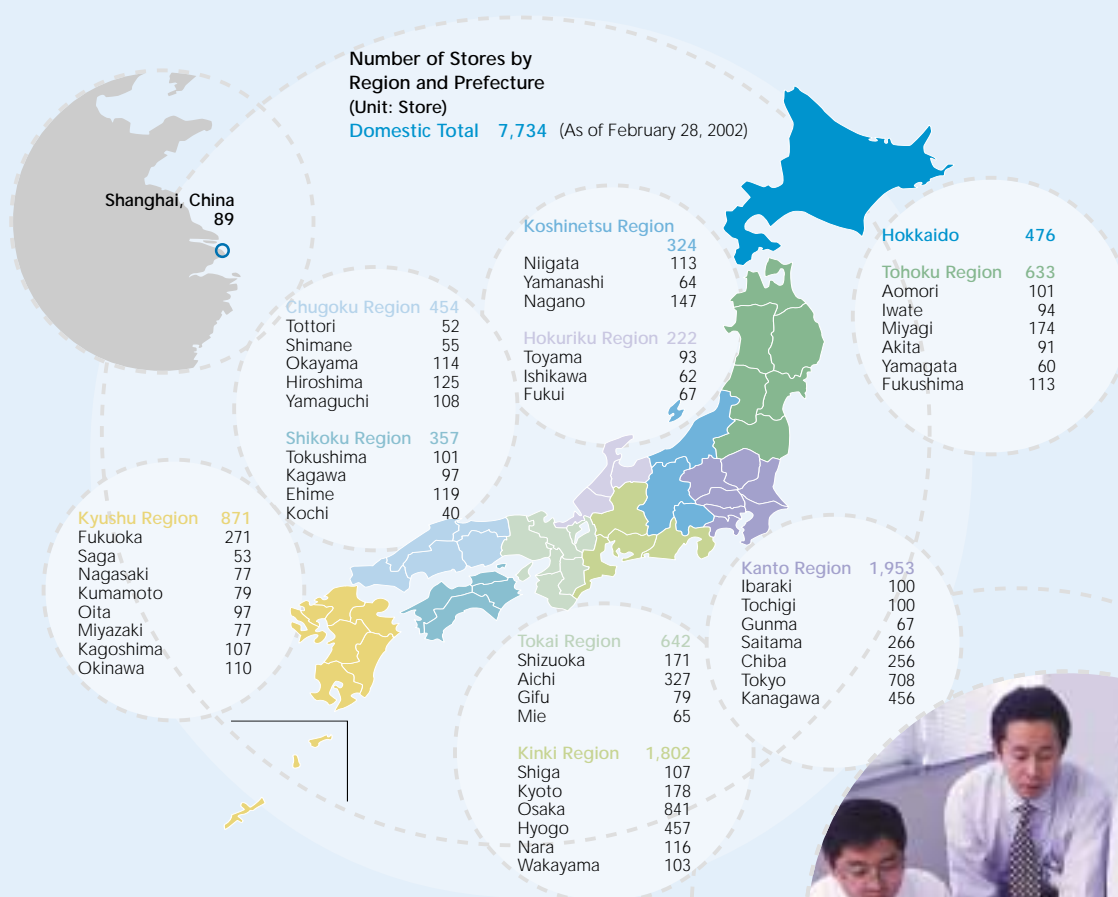 Number of Stores by
Region and Prefecture
(Unit: Store)
Domestic Total 7,734 (As of February 28, 2002)
Shanghai, China
89
Koshinetsu Region
324
Niigata 113
Yamanashi 64
Nagano 147
Hokuriku Region 222
Toyama 93
Ishikawa 62
Fukui 67
Hokkaido 476
Tohoku Region 633
Aomori 101
Iwate 94
Miyagi 174
Akita 91
Yamagata 60
Fukushima 113
Chugoku Region 454
Tottori 52
Shimane 55
Okayama 114
Hiroshima 125
Yamaguchi 108
Shikoku Region 357
Tokushima 101
Kagawa 97
Ehime 119
Kochi 40
Kyushu Region 871
Fukuoka 271
Saga 53
Nagasaki 77
Kumamoto 79
Oita 97
Miyazaki 77
Kagoshima 107
Okinawa 110
Kanto Region 1,953
Ibaraki 100
Tochigi 100
Gunma 67
Saitama 266
Chiba 256
Tokyo 708
Kanagawa 456
Tokai Region 642
Shizuoka 171
Aichi 327
Gifu 79
Mie 65
Kinki Region 1,802
Shiga 107
Kyoto 178
Osaka 841
Hyogo 457
Nara 116
Wakayama 103